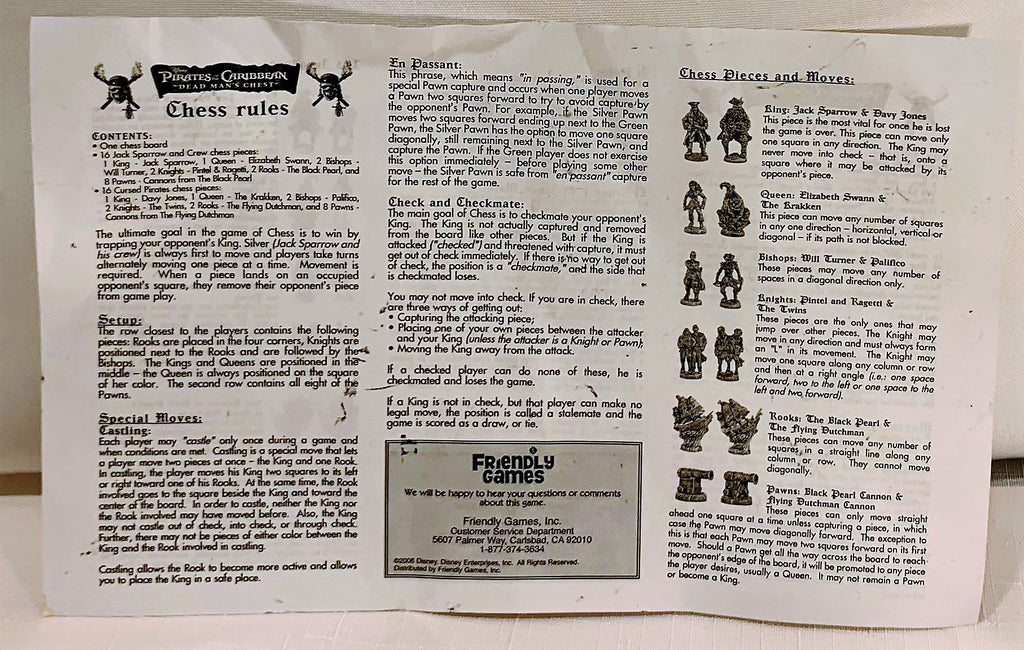 Disney
PIRATES of the CARIBBEAN
DEAD MAN'S CHEST
Chess rules
CONTENTS:
• One chess board
• 16 Jack Sparrow and Crew chess pieces:
1 King - Jack Sparrow, 1 Queen - Elizabeth Swann, 2 Bishops -
Will Turner, 2 Knights - Pintel & Ragetti, 2 Rooks - The Black Pearl, and
8 Pawns - Cannons from The Black Pearl
• 16 Cursed Pirates chess pieces:
1 King - Davy Jones, 1 Queen - The Krakken, 2 Bishops - Palifico,
2 Knights - The Twins, 2 Rooks - The Flying Dutchman, and 8 Pawns -
Cannons from The Flying Dutchman
The ultimate goal in the game of Chess is to win by
trapping your opponent's King. Silver (Jack Sparrow and
his crew) is always first to move and players take turns
alternately moving one piece at a time. Movement is
required. When a piece lands on an occupied
opponent's square, they remove their opponent's piece
from game play.
Setup:
The row closest to the players contains the following
pieces: Rooks are placed in the four corners, Knights are
positioned next to the Rooks and are followed by the
Bishops. The Kings and Queens are positioned in the
middle – the Queen is always positioned on the square
of her color. The second row contains all eight of the
Pawns.
Special Moves:
Castling:
Each player may "castle" only once during a game and
when conditions are met. Castling is a special move that lets
a player move two pieces at once – the King and one Rook.
In castling, the player moves his King two squares to its left
or right toward one of his Rooks. At the same time, the Rook
involved goes to the square beside the King and toward the
center of the board. In order to castle, neither the King nor
the Rook involved may have moved before. Also, the King
may not castle out of check, into check, or through check.
Further, there may not be pieces of either color between the
King and the Rook involved in castling.
Castling allows the Rook to become more active and allows
you to place the King in a safe place.
En Passant:
This phrase, which means "in passing," is used for a
special Pawn capture and occurs when one player moves
a Pawn two squares forward to try to avoid capture by
the opponent's Pawn. For example, if the Silver Pawn
moves two squares forward ending up next to the Green
Pawn, the Silver Pawn has the option to move one square
diagonally, still remaining next to the Silver Pawn, and
capture the Pawn. If the Green player does not exercise
this option immediately – before playing some other
move – the Silver Pawn is safe from "en passant" capture
for the rest of the game.
Check and Checkmate:
The main goal of Chess is to checkmate your opponent's
King. The King is not actually captured and removed
from the board like other pieces. But if the King is
attacked ("checked") and threatened with capture, it must
get out of check immediately. If there is no way to get out
of check, the position is a "checkmate," and the side that
is checkmated loses.
You may not move into check. If you are in check, there
are three ways of getting out:
• Capturing the attacking piece;
• Placing one of your own pieces between the attacker
and your King (unless the attacker is a Knight or Pawn);
• Moving the King away from the attack.
If a checked player can do none of these, he is
checkmated and loses the game.
If a King is not in check, but that player can make no
legal move, the position is called a stalemate and the
game is scored as a draw, or tie.
FRIENDLY
GAMES
We will be happy to hear your questions or comments
about this game.
Friendly Games, Inc.
Customer Service Department
5607 Palmer Way, Carlsbad, CA 92010
1-877-374-3634
©2006 Disney. Disney Enterprises, Inc. All Rights Reserved.
Distributed by Friendly Games, Inc.
Chess Pieces and Moves:
King: Jack Sparrow & Davy Jones
This piece is the most vital for once he is lost
the game is over. This piece can move only
one square in any direction. The King may
never move into check – that is, onto a
square where it may be attacked by its
opponent's piece.
Queen: Elizabeth Swann &
The Krakken
This piece can move any number of squares
in any one direction – horizontal, vertical or
diagonal – if its path is not blocked.
Bishops: Will Turner & Palifico
These pieces may move any number of
spaces in a diagonal direction only.
Knights: Pintel and Ragetti &
The Twins
These pieces are the only ones that may
jump over other pieces. The Knight may
move in any direction and must always form
an "L" in its movement. The Knight may
move one square along any column or row
and then at a right angle (i.e.: one space
forward, two to the left or one space to the
left and two forward).
Rooks: The Black Pearl &
The Flying Dutchman
These pieces can move any number of
squares in a straight line along any
column or row. They cannot move
diagonally.
Pawns: Black Pearl Cannon &
Flying Dutchman Cannon
These pieces can only move straight
ahead one square at a time unless capturing a piece, in which
case the Pawn may move diagonally forward. The exception to
this is that each Pawn may move two squares forward on its first
move. Should a Pawn get all the way across the board to reach
the opponent's edge of the board, it will be promoted to any piece
the player desires, usually a Queen. It may not remain a Pawn
or become a King.